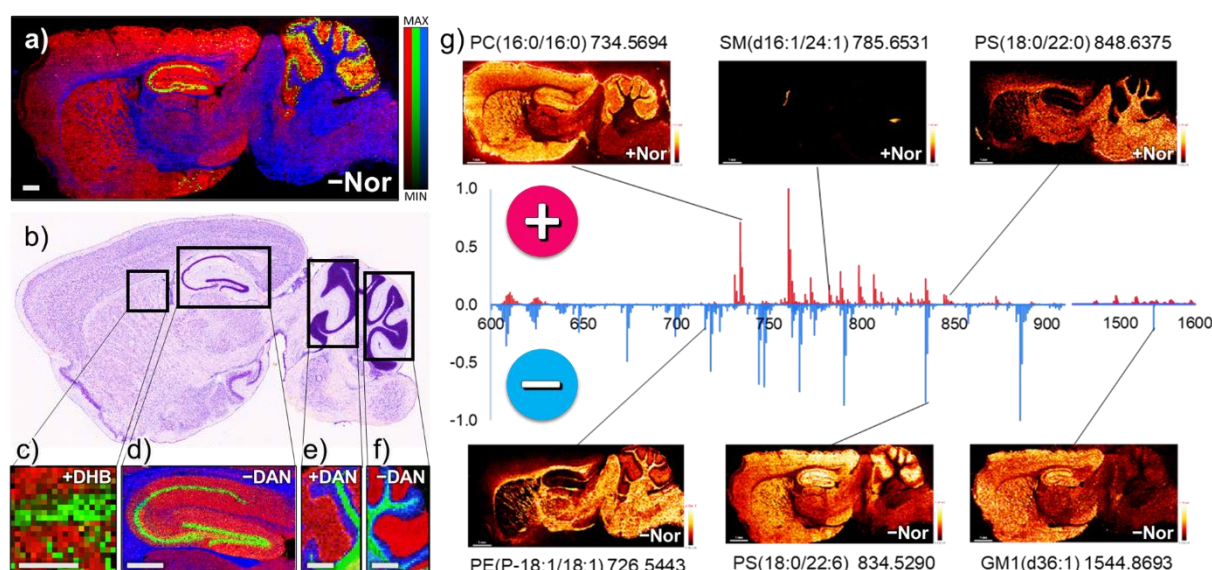 a)
MAX
MIN
−Nor
b)
c)
+DHB
d)
−DAN
e)
+DAN
f)
−DAN
g)
PC(16:0/16:0) 734.5694
SM(d16:1/24:1) 785.6531
PS(18:0/22:0) 848.6375
+Nor
+Nor
+Nor
+
1.0
0.5
0.0
-0.5
-1.0
600
650
700
750
800
850
900
1500
1600
−
−Nor
−Nor
−Nor
PE(P-18:1/18:1) 726.5443
PS(18:0/22:6) 834.5290
GM1(d36:1) 1544.8693